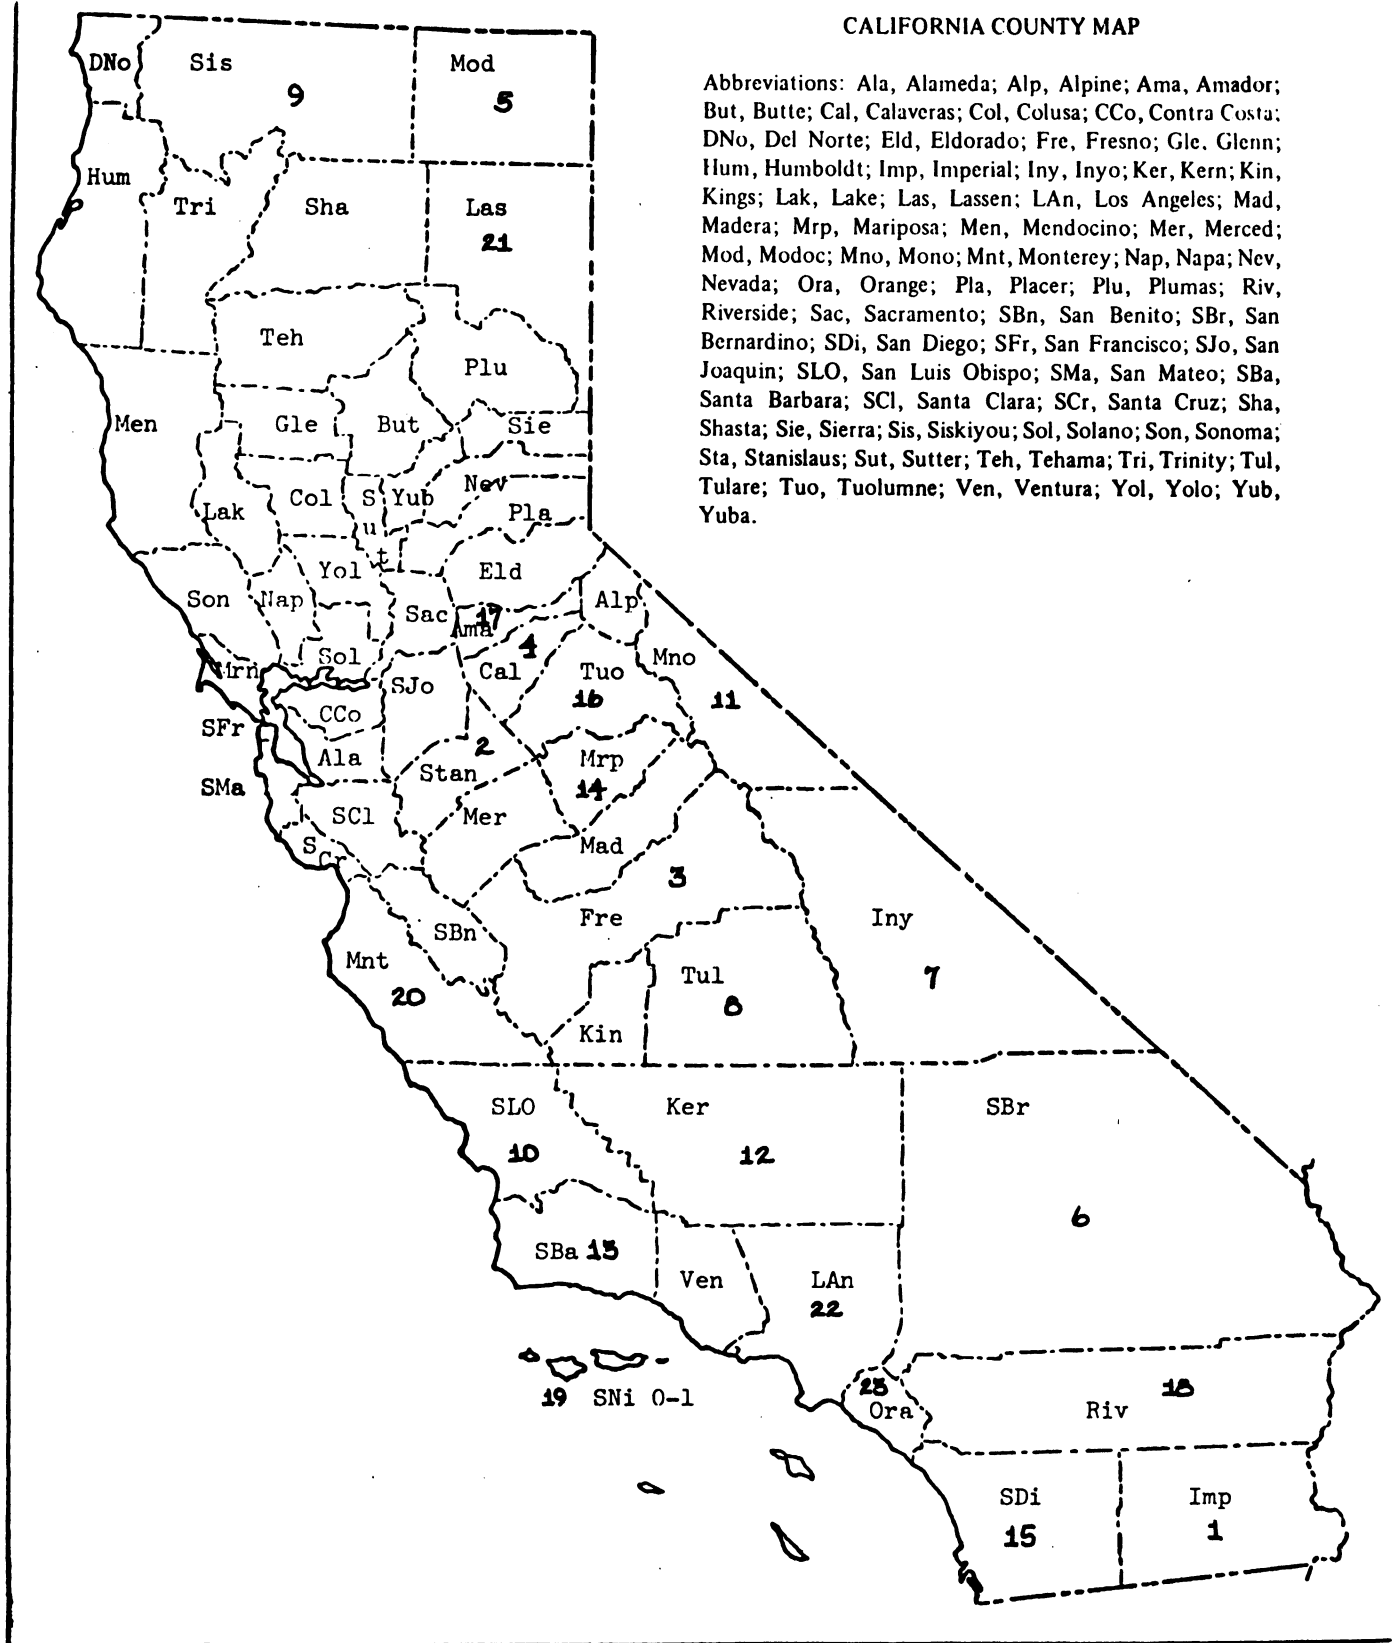 CALIFORNIA COUNTY MAP
Abbreviations: Ala, Alameda; Alp, Alpine; Ama, Amador;
But, Butte; Cal, Calaveras; Col, Colusa; CCo, Contra Costa;
DNo, Del Norte; Eld, Eldorado; Fre, Fresno; Gle. Glenn;
Hum, Humboldt; Imp, Imperial; Iny, Inyo; Ker, Kern; Kin,
Kings; Lak, Lake; Las, Lassen; LAn, Los Angeles; Mad,
Madera; Mrp, Mariposa; Men, Mendocino; Mer, Merced;
Mod, Modoc; Mno, Mono; Mnt, Monterey; Nap, Napa; Nev,
Nevada; Ora, Orange; Pla, Placer; Plu, Plumas; Riv,
Riverside; Sac, Sacramento; SBn, San Benito; SBr, San
Bernardino; SDi, San Diego; SFr, San Francisco; SJo, San
Joaquin; SLO, San Luis Obispo; SMa, San Mateo; SBa,
Santa Barbara; SCl, Santa Clara; SCr, Santa Cruz; Sha,
Shasta; Sie, Sierra; Sis, Siskiyou; Sol, Solano; Son, Sonoma;
Sta, Stanislaus; Sut, Sutter; Teh, Tehama; Tri, Trinity; Tul,
Tulare; Tuo, Tuolumne; Ven, Ventura; Yol, Yolo; Yub,
Yuba.
DNo
Sis
9
Mod
5
Hum
Tri
Sha
Las
21
Teh
Plu
Men
Gle
But
Sie
Lak
Col
Sut
Yub
Nev
Pla
Yol
Eld
Son
Nap
Sac
Ama
17
Alp
Mrn
Sol
SJo
Cal
4
Tuo
16
Mno
11
SFr
CCo
Ala
Stan
2
Mrp
14
SMa
SCl
Mer
SCr
Mad
3
Fre
SBn
Iny
7
Mnt
20
Tul
8
Kin
SLO
10
Ker
12
SBr
6
SBa 13
Ven
LAn
22
19 SNi 0-1
23
Ora
18
Riv
SDi
15
Imp
1